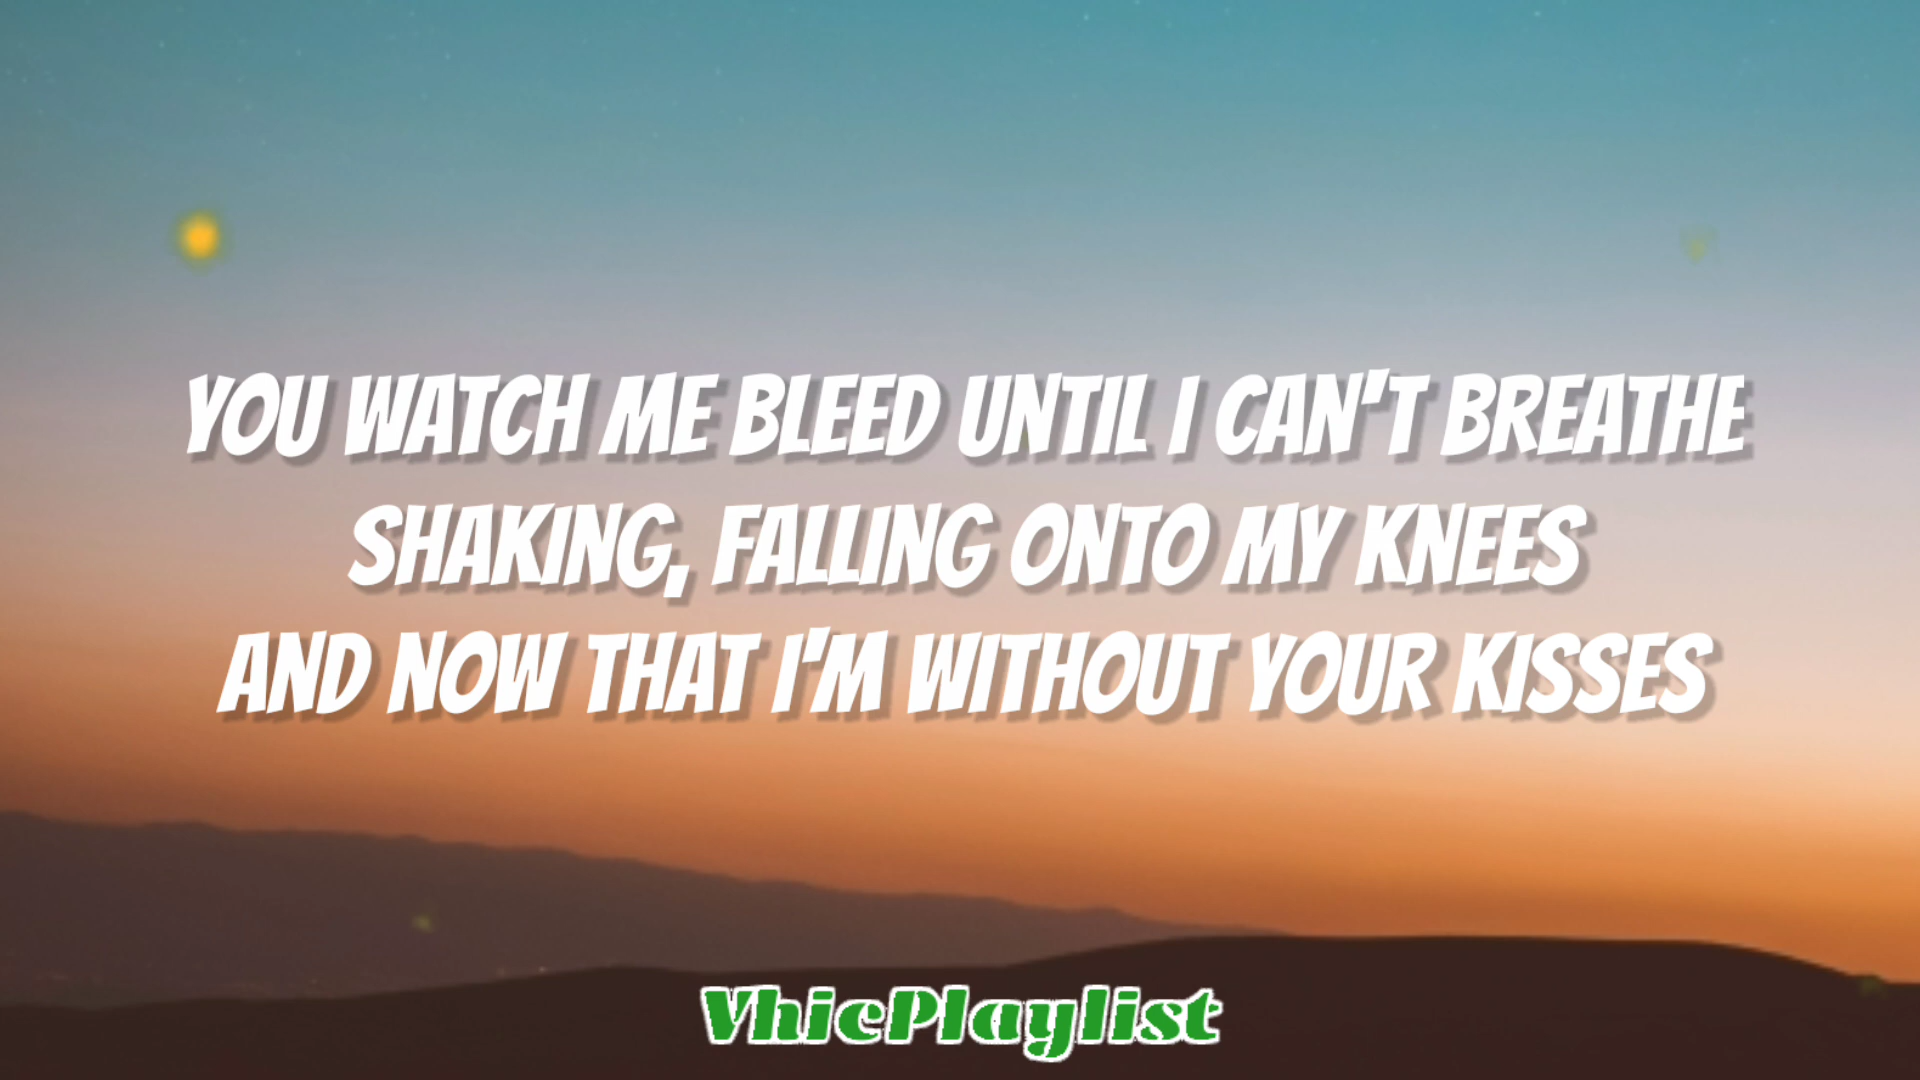 YOU WATCH ME BLEED UNTIL I CAN'T BREATHE
SHAKING, FALLING ONTO MY KNEES
AND NOW THAT I'M WITHOUT YOUR KISSES
VhicPlaylist